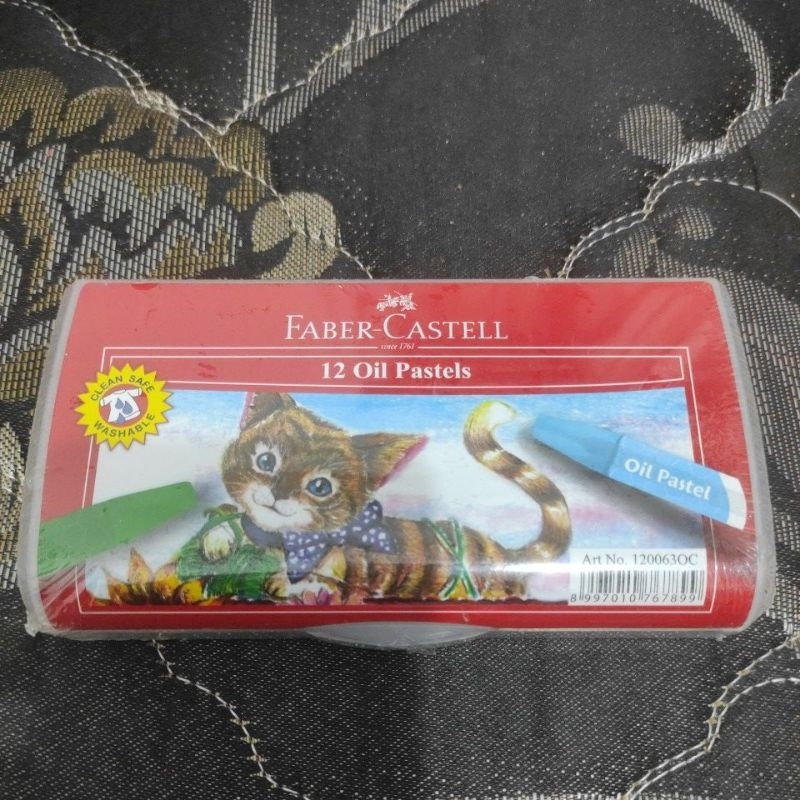 FABER-CASTELL
since 1761
12 Oil Pastels
CLEAN SAFE
WASHABLE
Oil Pastel
Art No. 120063OC
8 997010 767899